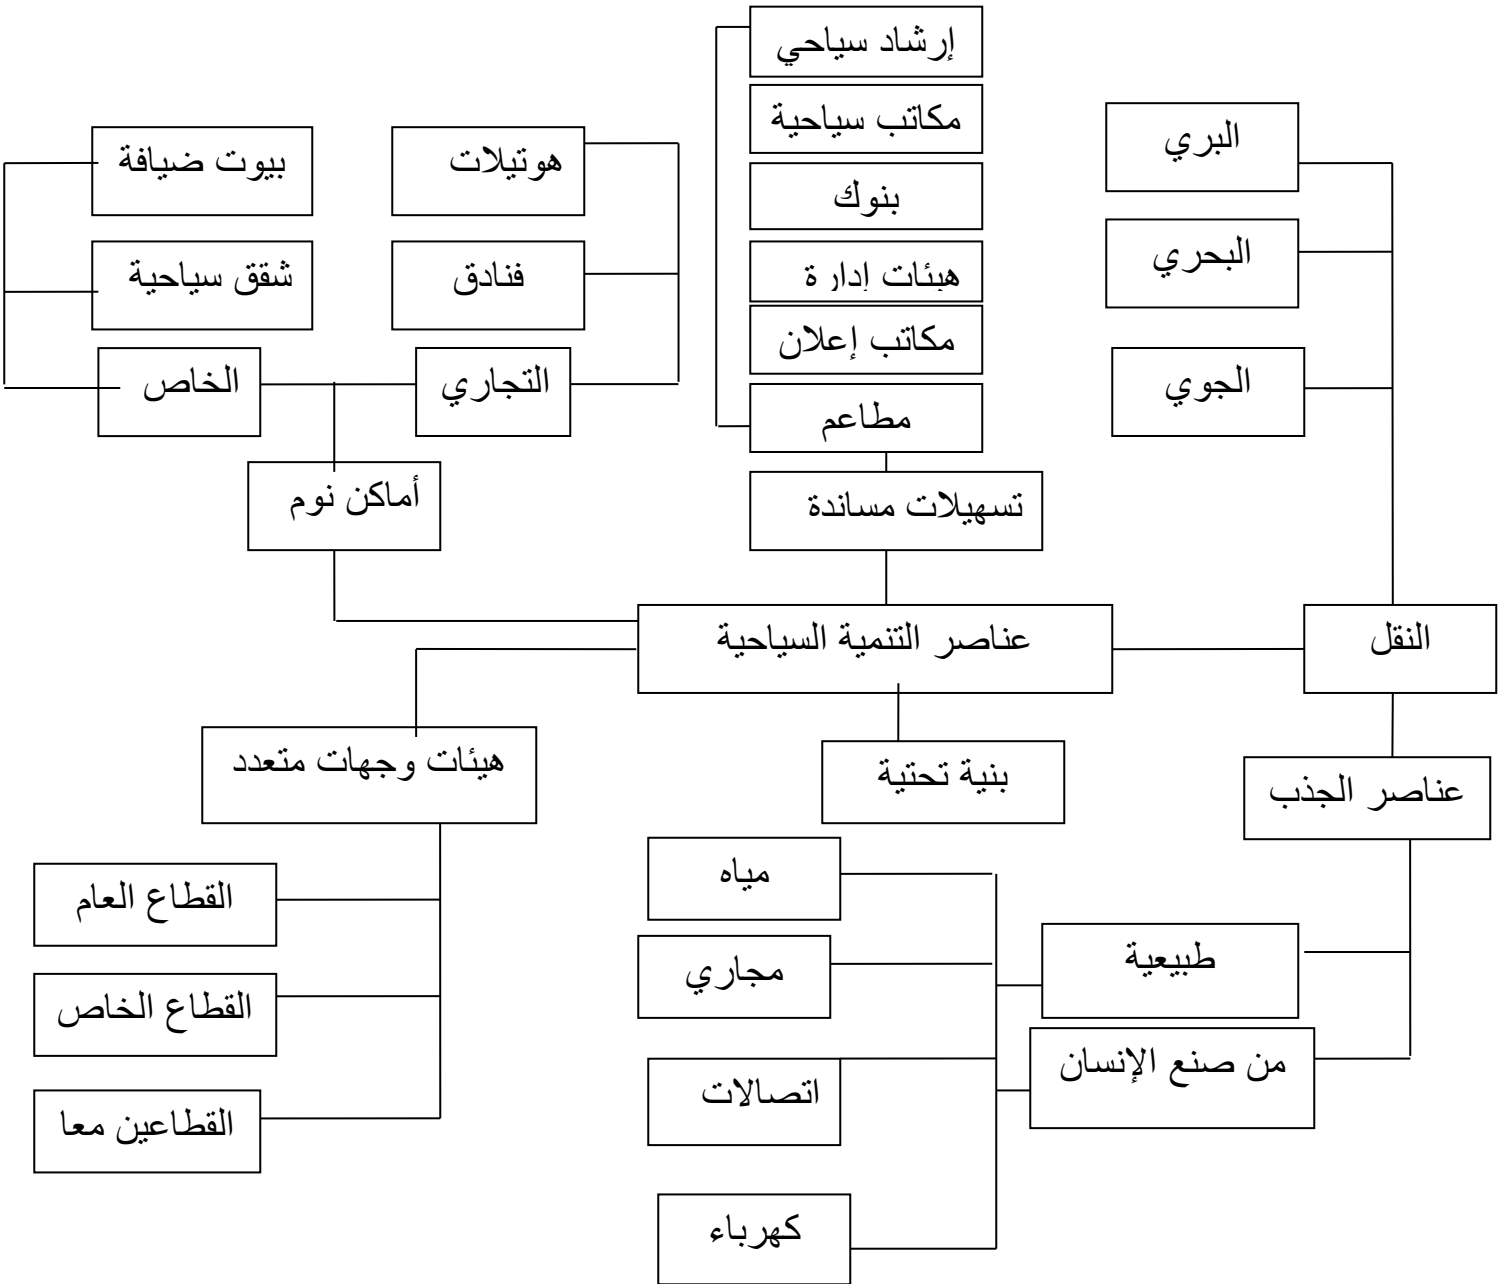 إرشاد سياحي
مكاتب سياحية
بنوك
هيئات إدارة
مكاتب إعلان
مطاعم
تسهيلات مساندة
البري
البحري
الجوي
هوتيلات
فنادق
التجاري
بيوت ضيافة
شقق سياحية
الخاص
أماكن نوم
عناصر التنمية السياحية
النقل
عناصر الجذب
طبيعية
من صنع الإنسان
بنية تحتية
مياه
مجاري
اتصالات
كهرباء
هيئات وجهات متعدد
القطاع العام
القطاع الخاص
القطاعين معا